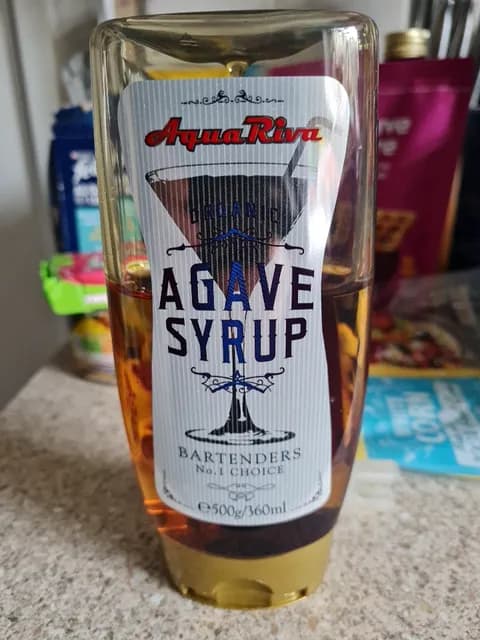 AquaRiva
ORGANIC
AGAVE
SYRUP
BARTENDERS
No.1 CHOICE
℮500g/360ml